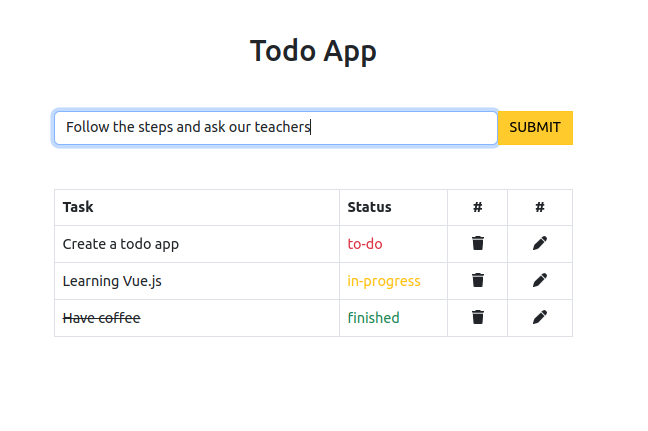 Todo App
Follow the steps and ask our teachers
SUBMIT
Task Status # #
Create a todo app to-do
Learning Vue.js in-progress
Have coffee finished